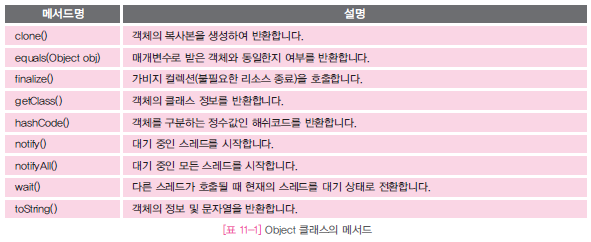 메서드명 설명
clone() 객체의 복사본을 생성하여 반환합니다.
equals(Object obj) 매개변수로 받은 객체와 동일한지 여부를 반환합니다.
finalize() 가비지 컬렉션(불필요한 리소스 종료)을 호출합니다.
getClass() 객체의 클래스 정보를 반환합니다.
hashCode() 객체를 구분하는 정수값인 해쉬코드를 반환합니다.
notify() 대기 중인 스레드를 시작합니다.
notifyAll() 대기 중인 모든 스레드를 시작합니다.
wait() 다른 스레드가 호출될 때 현재의 스레드를 대기 상태로 전환합니다.
toString() 객체의 정보 및 문자열을 반환합니다.
[표 11-1] Object 클래스의 메서드